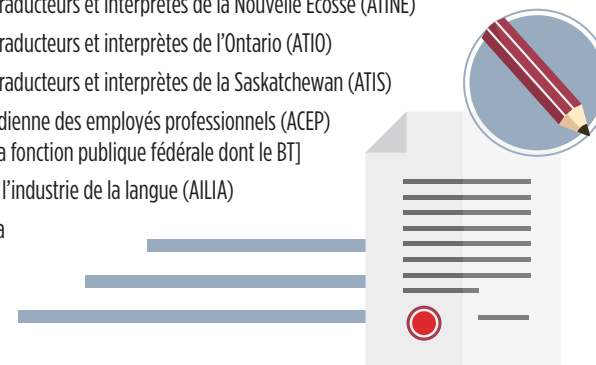 raducteurs et interprètes de la Nouvelle Écosse (ATINE)
raducteurs et interprètes de l'Ontario (ATIO)
raducteurs et interprètes de la Saskatchewan (ATIS)
dienne des employés professionnels (ACEP)
a fonction publique fédérale dont le BT]
l'industrie de la langue (AILIA)
a